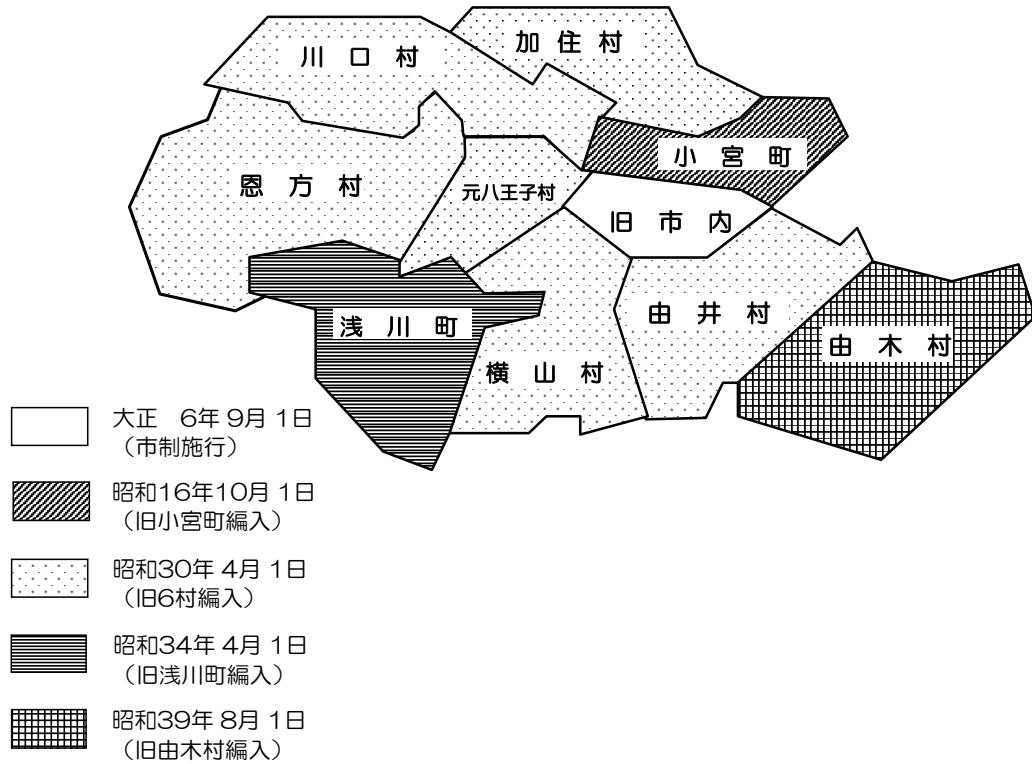 川口村
加住村
小宮町
恩方村
元八王子村
旧市内
由井村
浅川町
由木村
横山村
大正　6年 9月 1日
（市制施行）
昭和16年10月 1日
（旧小宮町編入）
昭和30年 4月 1日
（旧6村編入）
昭和34年 4月 1日
（旧浅川町編入）
昭和39年 8月 1日
（旧由木村編入）